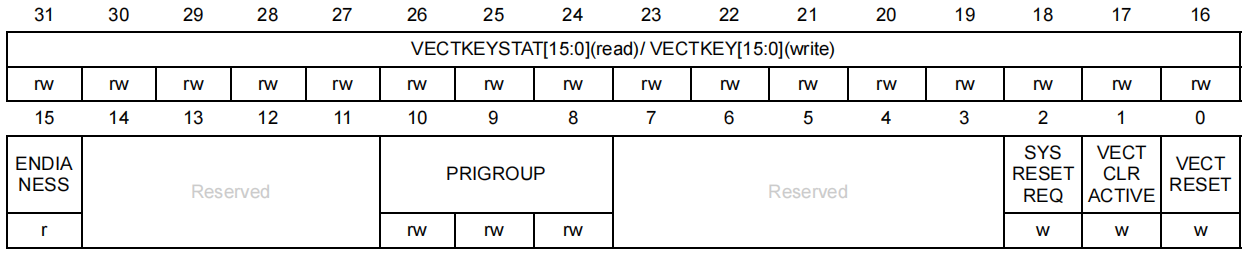 31 30 29 28 27 26 25 24 23 22 21 20 19 18 17 16
VECTKEYSTAT[15:0](read)/ VECTKEY[15:0](write)
rw rw rw rw rw rw rw rw rw rw rw rw rw rw rw rw
15 14 13 12 11 10 9 8 7 6 5 4 3 2 1 0
ENDIA
NESS
Reserved
PRIGROUP
Reserved
SYS
RESET
REQ
VECT
CLR
ACTIVE
VECT
RESET
r rw rw rw w w w